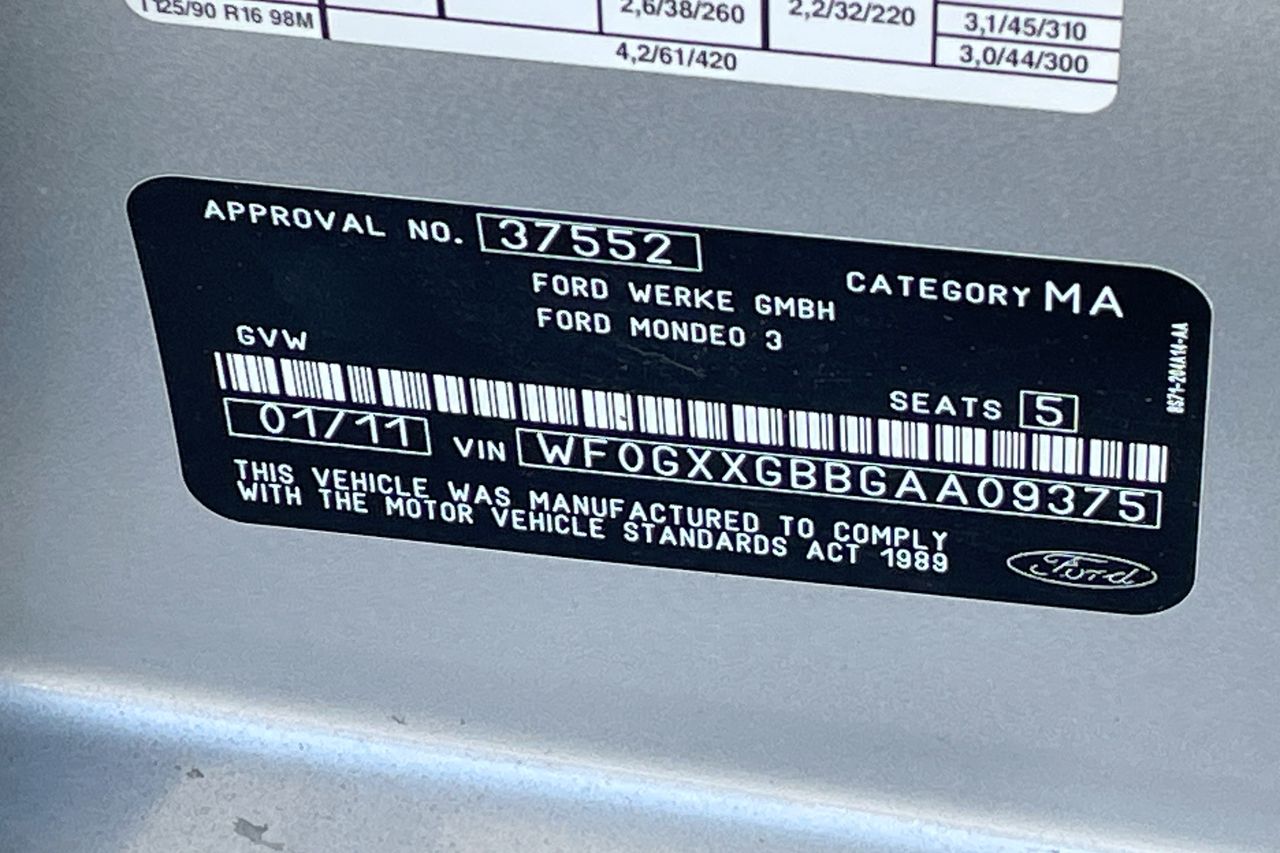 T125/90 R16 98M
2,6/38/260 2,2/32/220 3,1/45/310
4,2/61/420 3,0/44/300
APPROVAL NO. 37552
CATEGORY MA
FORD WERKE GMBH
FORD MONDEO 3
GVW
SEATS 5
01/11 VIN WF0GXXGBBGAA09375
THIS VEHICLE WAS MANUFACTURED TO COMPLY
WITH THE MOTOR VEHICLE STANDARDS ACT 1989
Ford